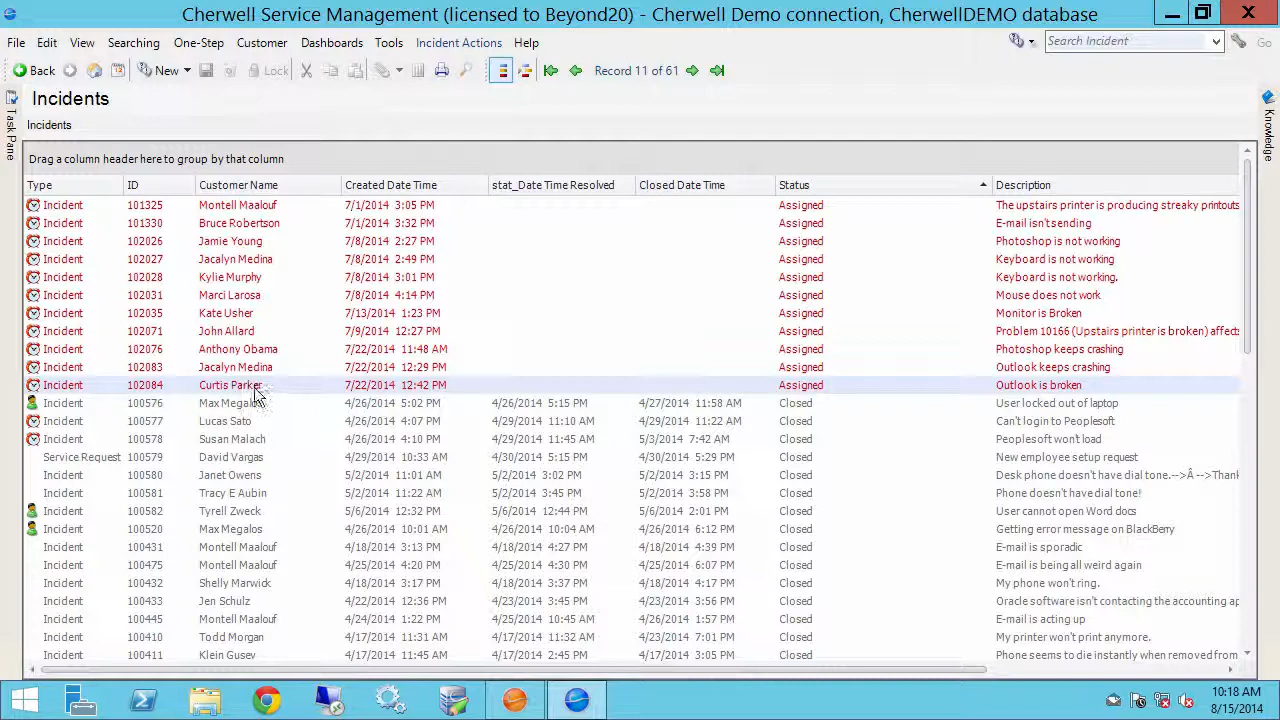 Cherwell Service Management (licensed to Beyond20) - Cherwell Demo connection, CherwellDEMO database
File Edit View Searching One-Step Customer Dashboards Tools Incident Actions Help Search Incident Go
Back New Lock Record 11 of 61
Incidents
Task Pane
Knowledge
Incidents
Drag a column header here to group by that column
Type ID Customer Name Created Date Time stat_Date Time Resolved Closed Date Time Status Description
Incident 101325 Montell Maalouf 7/1/2014 3:05 PM Assigned The upstairs printer is producing streaky printouts
Incident 101330 Bruce Robertson 7/1/2014 3:32 PM Assigned E-mail isn't sending
Incident 102026 Jamie Young 7/8/2014 2:27 PM Assigned Photoshop is not working
Incident 102027 Jacalyn Medina 7/8/2014 2:49 PM Assigned Keyboard is not working
Incident 102028 Kylie Murphy 7/8/2014 3:01 PM Assigned Keyboard is not working.
Incident 102031 Marci Larosa 7/8/2014 4:14 PM Assigned Mouse does not work
Incident 102035 Kate Usher 7/13/2014 1:23 PM Assigned Monitor is Broken
Incident 102071 John Allard 7/9/2014 12:27 PM Assigned Problem 10166 (Upstairs printer is broken) affect
Incident 102076 Anthony Obama 7/22/2014 11:48 AM Assigned Photoshop keeps crashing
Incident 102083 Jacalyn Medina 7/22/2014 12:29 PM Assigned Outlook keeps crashing
Incident 102084 Curtis Parker 7/22/2014 12:42 PM Assigned Outlook is broken
Incident 100576 Max Megalos 4/26/2014 5:02 PM 4/26/2014 5:15 PM 4/27/2014 11:58 AM Closed User locked out of laptop
Incident 100577 Lucas Sato 4/26/2014 4:07 PM 4/29/2014 11:10 AM 4/29/2014 11:22 AM Closed Can't login to Peoplesoft
Incident 100578 Susan Malach 4/26/2014 4:10 PM 4/29/2014 11:45 AM 5/3/2014 7:42 AM Closed Peoplesoft won't load
Service Request 100579 David Vargas 4/29/2014 10:33 AM 4/30/2014 5:15 PM 4/30/2014 5:29 PM Closed New employee setup request
Incident 100580 Janet Owens 5/2/2014 11:01 AM 5/2/2014 3:02 PM 5/2/2014 3:15 PM Closed Desk phone doesn't have dial tone.-->Â -->Thank
Incident 100581 Tracy E Aubin 5/2/2014 11:22 AM 5/2/2014 3:45 PM 5/2/2014 3:58 PM Closed Phone doesn't have dial tone!
Incident 100582 Tyrell Zweck 5/6/2014 12:32 PM 5/6/2014 12:44 PM 5/6/2014 2:01 PM Closed User cannot open Word docs
Incident 100520 Max Megalos 4/26/2014 10:01 AM 4/26/2014 10:04 AM 4/26/2014 6:12 PM Closed Getting error message on BlackBerry
Incident 100431 Montell Maalouf 4/18/2014 3:13 PM 4/18/2014 4:27 PM 4/18/2014 4:39 PM Closed E-mail is sporadic
Incident 100475 Montell Maalouf 4/25/2014 4:20 PM 4/25/2014 4:30 PM 4/25/2014 6:07 PM Closed E-mail is being all weird again
Incident 100432 Shelly Marwick 4/18/2014 3:17 PM 4/18/2014 3:37 PM 4/18/2014 4:17 PM Closed My phone won't ring.
Incident 100433 Jen Schulz 4/22/2014 12:36 PM 4/23/2014 3:45 PM 4/23/2014 3:56 PM Closed Oracle software isn't contacting the accounting ap
Incident 100445 Montell Maalouf 4/24/2014 1:22 PM 4/25/2014 10:45 AM 4/26/2014 1:57 PM Closed E-mail is acting up
Incident 100410 Todd Morgan 4/17/2014 11:31 AM 4/17/2014 11:32 AM 4/23/2014 7:01 PM Closed My printer won't print anymore.
Incident 100411 Klein Gusev 4/17/2014 11:45 AM 4/17/2014 2:45 PM 4/17/2014 3:05 PM Closed Phone seems to die instantly when removed from
10:18 AM
8/15/2014